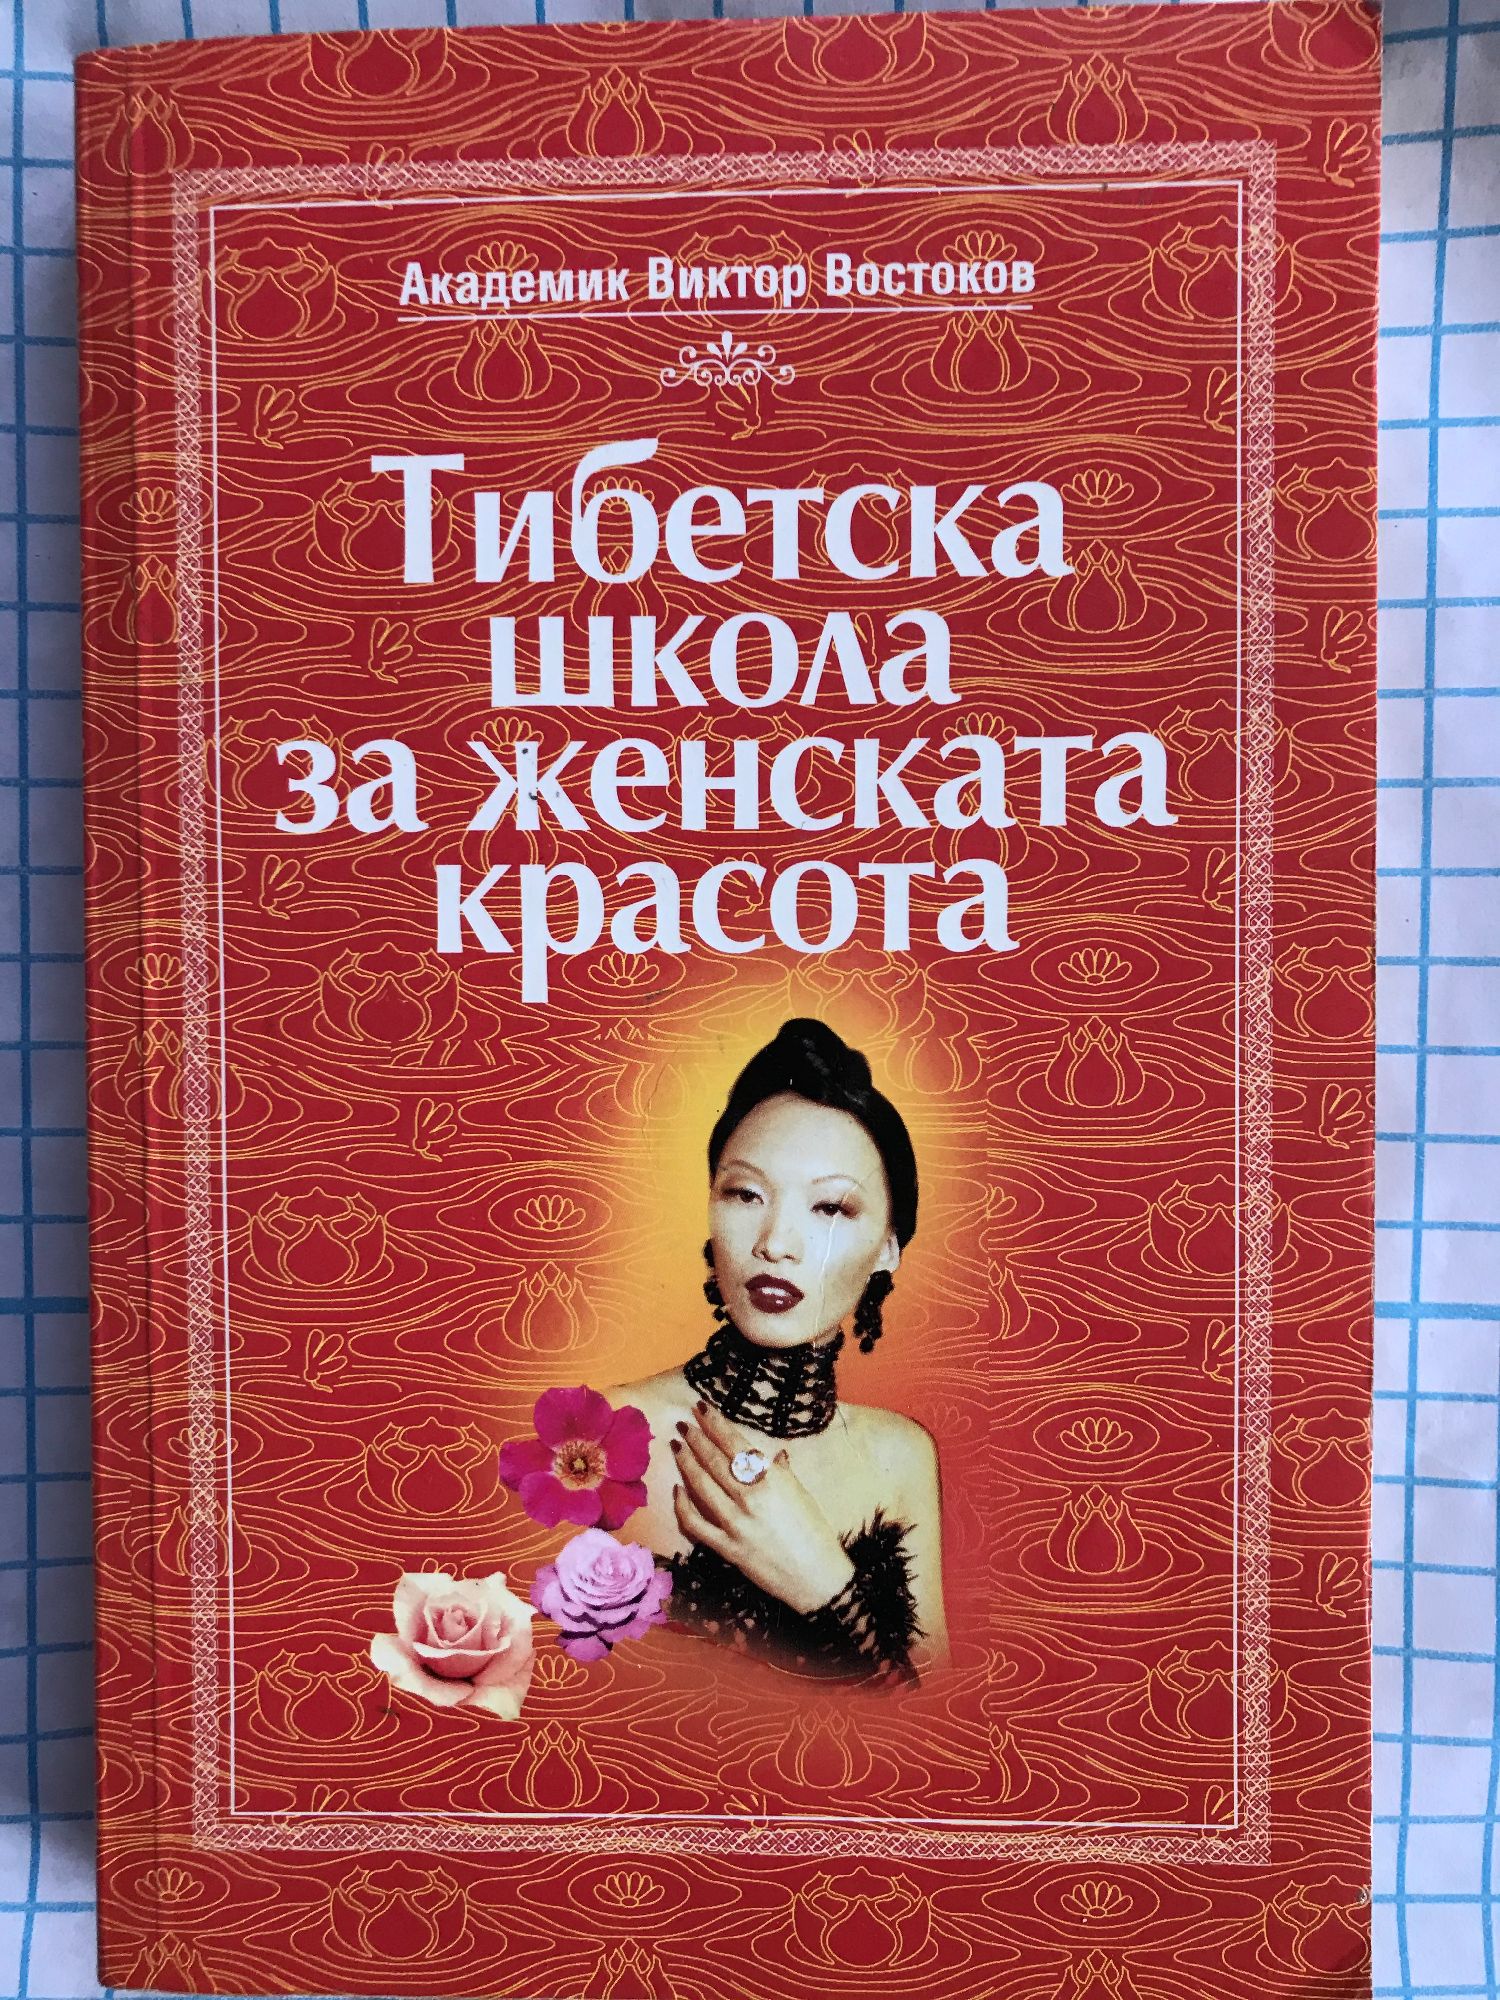 Академик Виктор Востоков
Тибетска
школа
за женската
красота